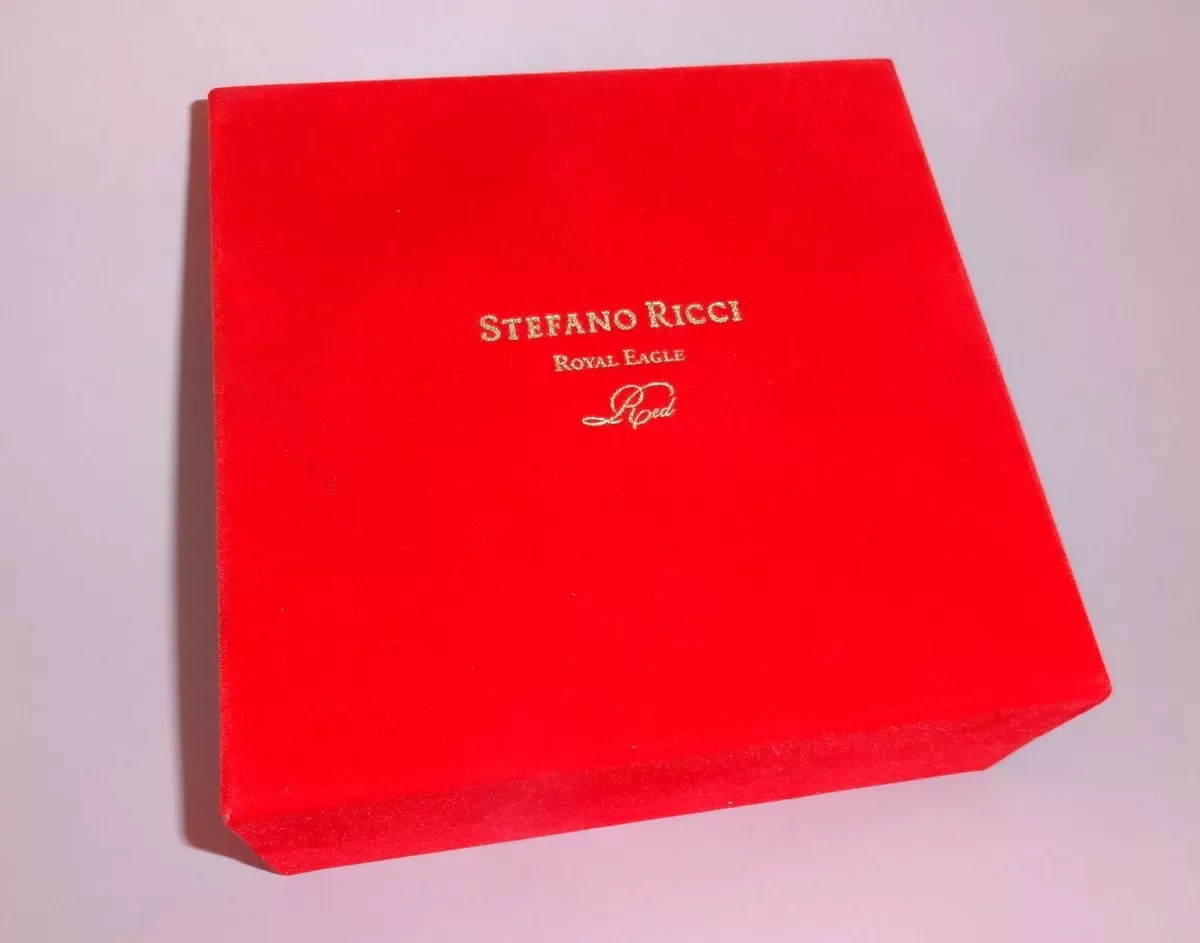 STEFANO RICCI
ROYAL EAGLE
Red